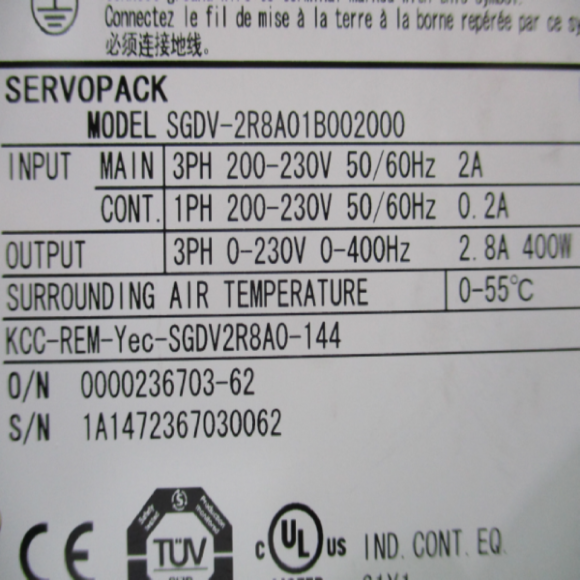 Connectez le fil de mise à la terre à la borne repérée par ce
必须连接地线.
SERVOPACK
MODEL SGDV-2R8A01B002000
INPUT MAIN 3PH 200-230V 50/60Hz 2A
CONT. 1PH 200-230V 50/60Hz 0.2A
OUTPUT 3PH 0-230V 0-400Hz 2.8A 400W
SURROUNDING AIR TEMPERATURE 0-55℃
KCC-REM-Yec-SGDV2R8A0-144
O/N 0000236703-62
S/N 1A1472367030062
CE TÜV c UL US IND. CONT. EQ.